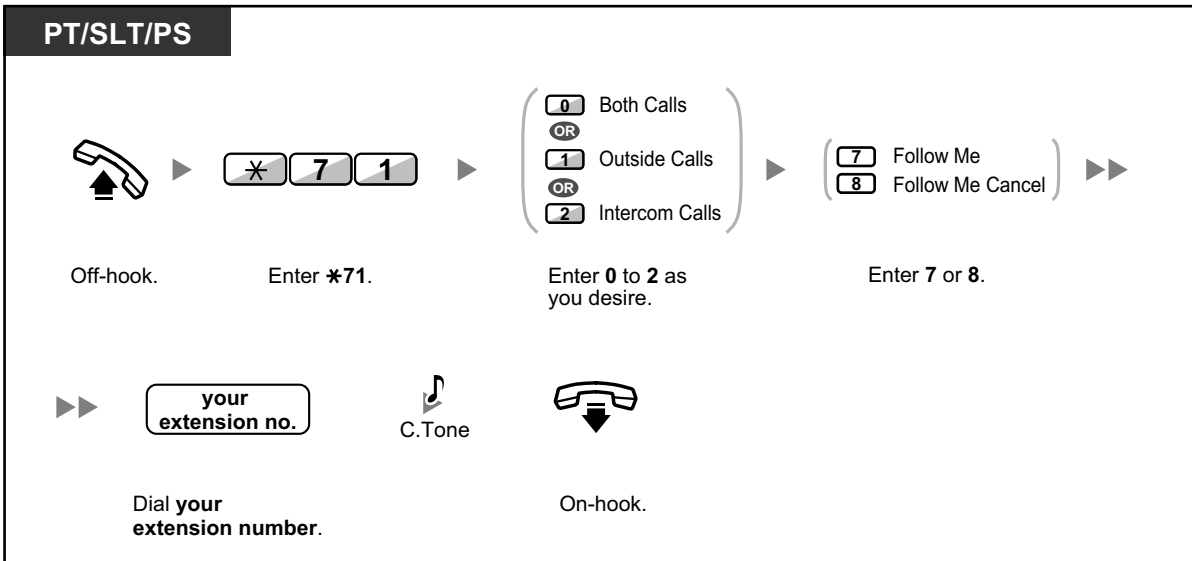 PT/SLT/PS
0 Both Calls
OR
1 Outside Calls
OR
2 Intercom Calls
7 Follow Me
8 Follow Me Cancel
* 7 1
Off-hook.
Enter *71.
Enter 0 to 2 as
you desire.
Enter 7 or 8.
your
extension no.
C.Tone
Dial your
extension number.
On-hook.